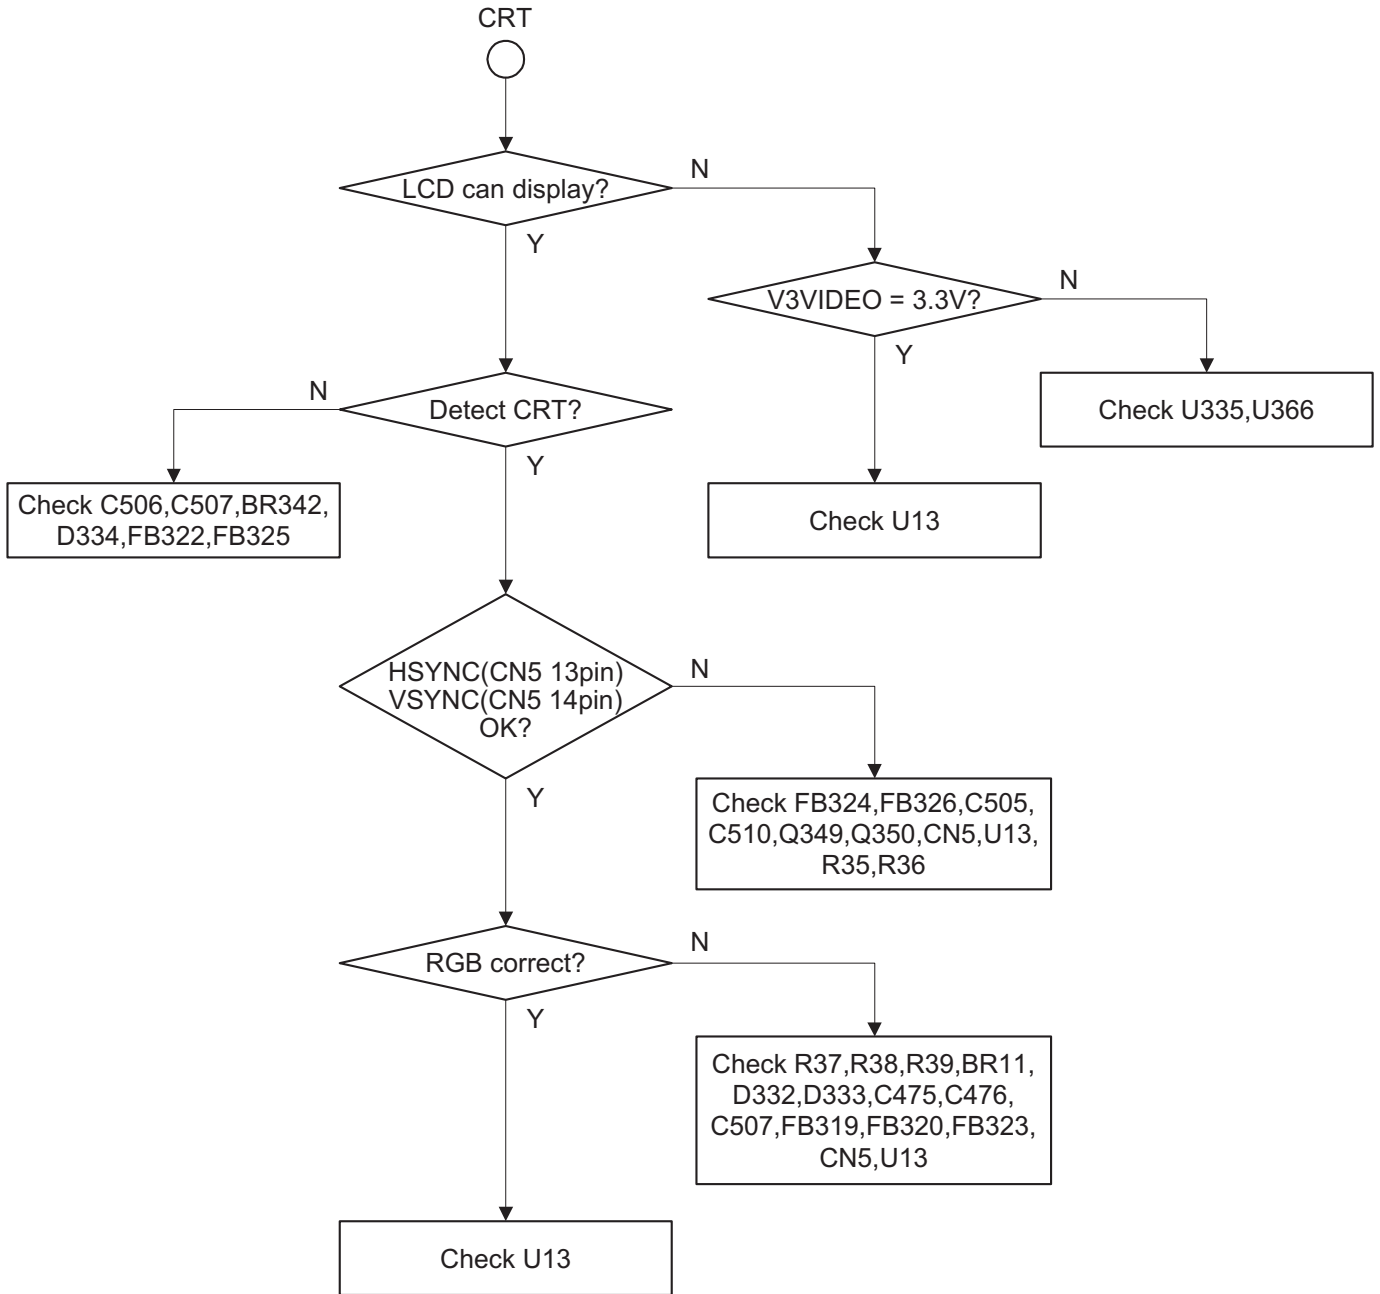 CRT
LCD can display?
N
Y
V3VIDEO = 3.3V?
N
Y
Check U335,U366
N
Detect CRT?
Y
Check C506,C507,BR342,
D334,FB322,FB325
Check U13
HSYNC(CN5 13pin)
VSYNC(CN5 14pin)
OK?
N
Y
Check FB324,FB326,C505,
C510,Q349,Q350,CN5,U13,
R35,R36
RGB correct?
N
Y
Check R37,R38,R39,BR11,
D332,D333,C475,C476,
C507,FB319,FB320,FB323,
CN5,U13
Check U13